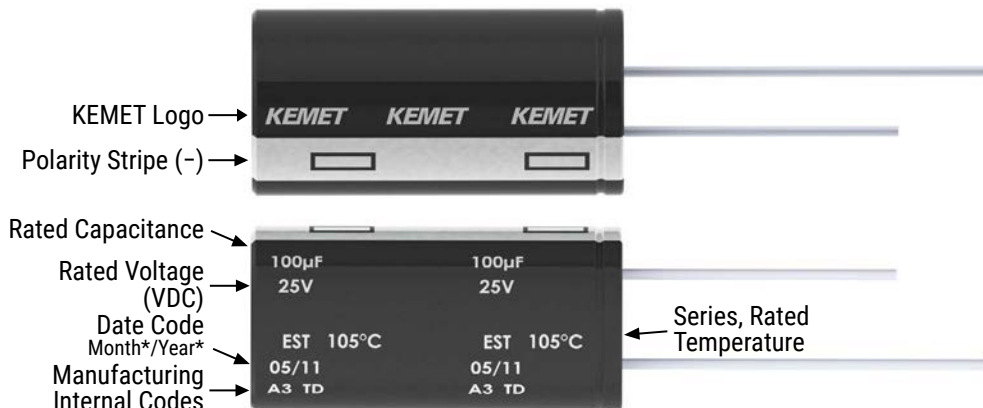 KEMET Logo
KEMET KEMET KEMET
Polarity Stripe (−)
Rated Capacitance
100µF 100µF
Rated Voltage
(VDC)
25V 25V
Date Code
Month*/Year*
EST 105°C EST 105°C
Series, Rated
Temperature
05/11 05/11
Manufacturing
Internal Codes
A3 TD A3 TD